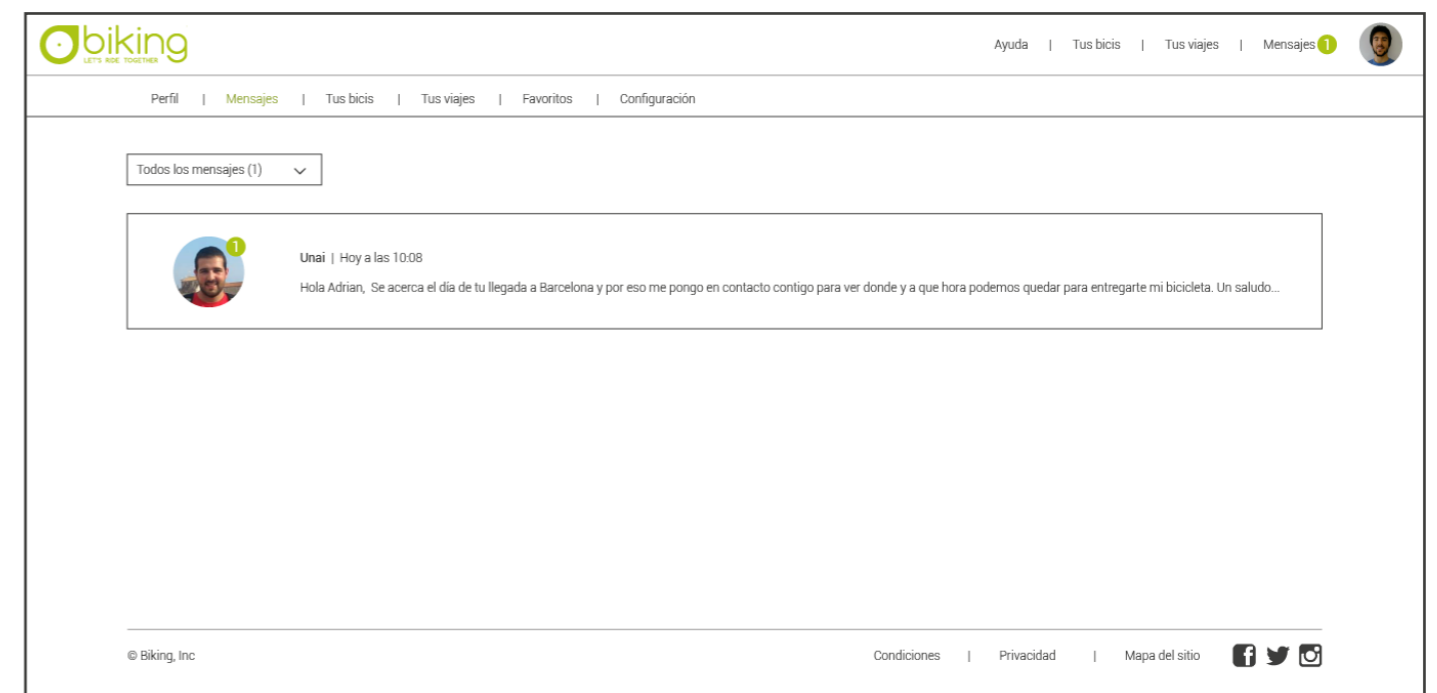 biking
LET'S RIDE TOGETHER
Ayuda | Tus bicis | Tus viajes | Mensajes 1
Perfil | Mensajes | Tus bicis | Tus viajes | Favoritos | Configuración
Todos los mensajes (1)
1
Unai | Hoy a las 10:08
Hola Adrian, Se acerca el día de tu llegada a Barcelona y por eso me pongo en contacto contigo para ver donde y a que hora podemos quedar para entregarte mi bicicleta. Un saludo...
© Biking, Inc
Condiciones | Privacidad | Mapa del sitio